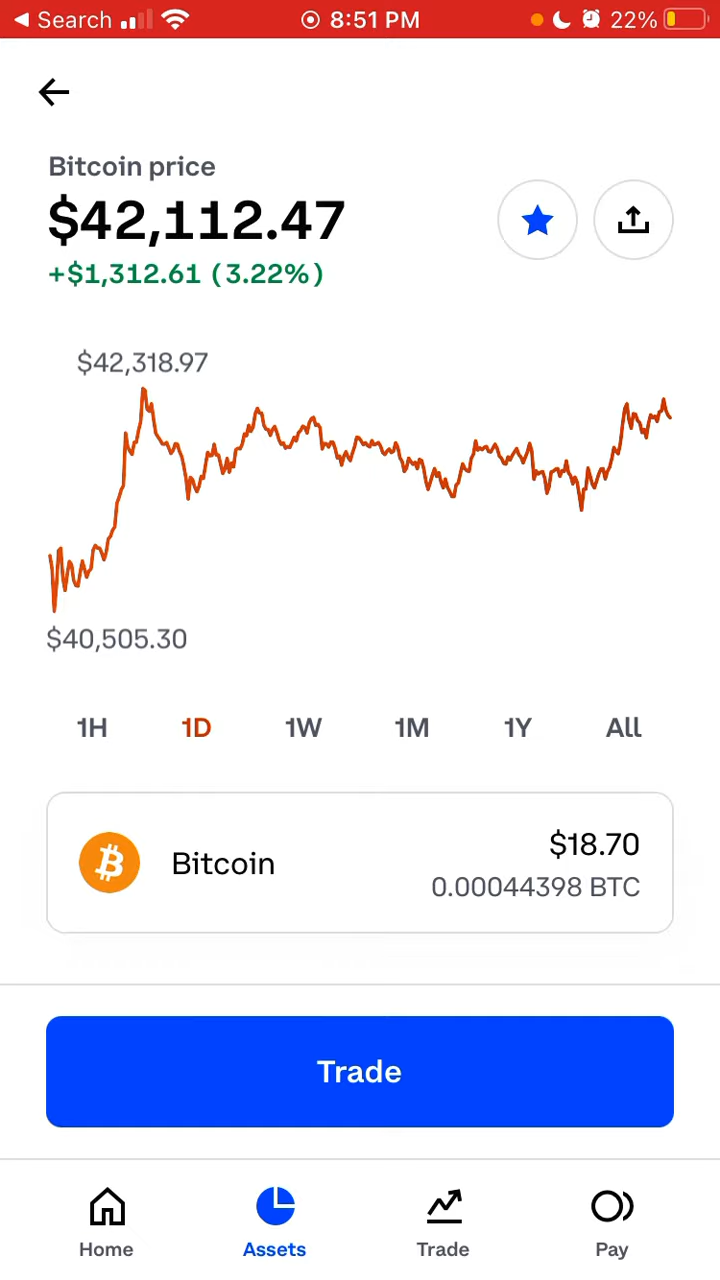 Search 8:51 PM 22%
Bitcoin price
$42,112.47
+$1,312.61 (3.22%)
$42,318.97
$40,505.30
1H 1D 1W 1M 1Y All
Bitcoin
$18.70
0.00044398 BTC
Trade
Home Assets Trade Pay